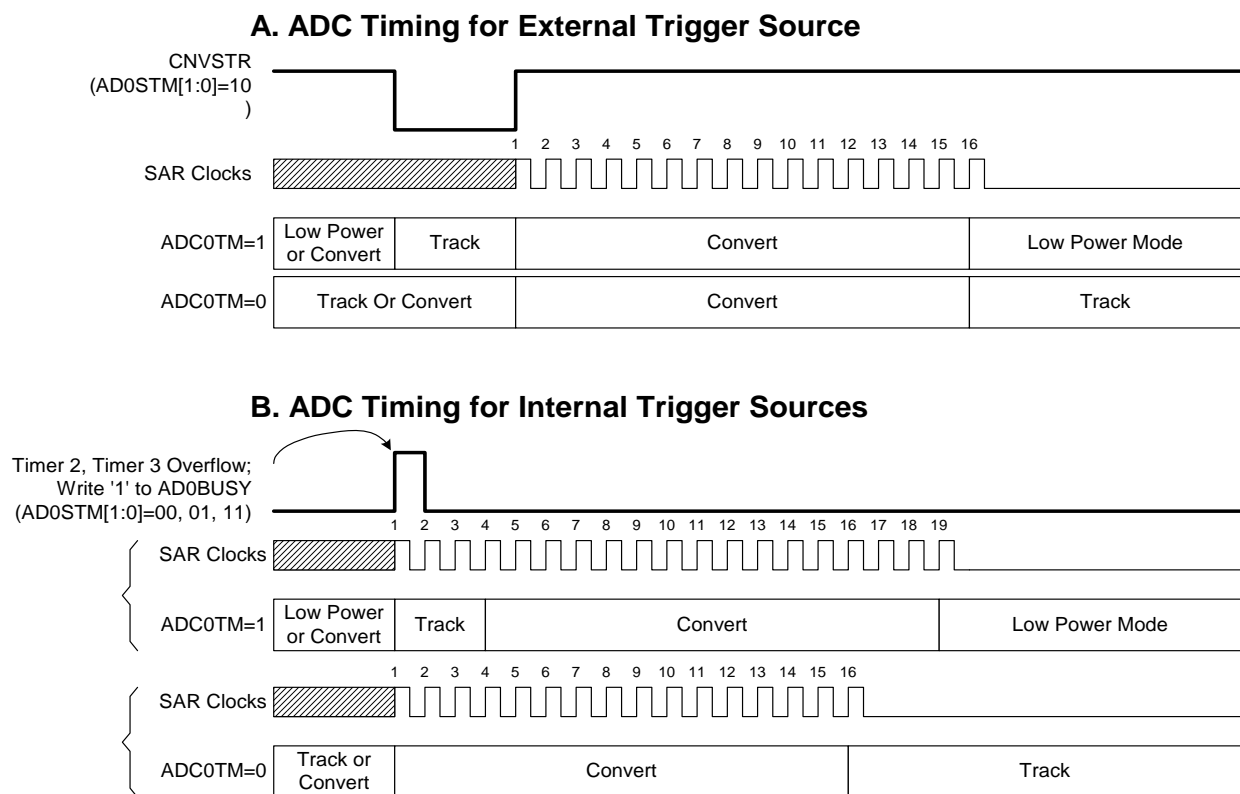 A. ADC Timing for External Trigger Source
CNVSTR
(AD0STM[1:0]=10
)
1 2 3 4 5 6 7 8 9 10 11 12 13 14 15 16
SAR Clocks
ADC0TM=1
Low Power
or Convert
Track
Convert
Low Power Mode
ADC0TM=0
Track Or Convert
Convert
Track
B. ADC Timing for Internal Trigger Sources
Timer 2, Timer 3 Overflow;
Write '1' to AD0BUSY
(AD0STM[1:0]=00, 01, 11)
1 2 3 4 5 6 7 8 9 10 11 12 13 14 15 16 17 18 19
SAR Clocks
ADC0TM=1
Low Power
or Convert
Track
Convert
Low Power Mode
1 2 3 4 5 6 7 8 9 10 11 12 13 14 15 16
SAR Clocks
ADC0TM=0
Track or
Convert
Convert
Track